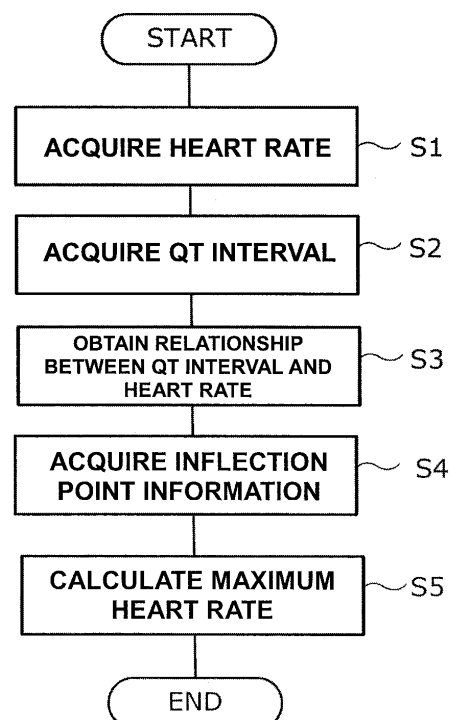 START
ACQUIRE HEART RATE
S1
ACQUIRE QT INTERVAL
S2
OBTAIN RELATIONSHIP
BETWEEN QT INTERVAL AND
HEART RATE
S3
ACQUIRE INFLECTION
POINT INFORMATION
S4
CALCULATE MAXIMUM
HEART RATE
S5
END